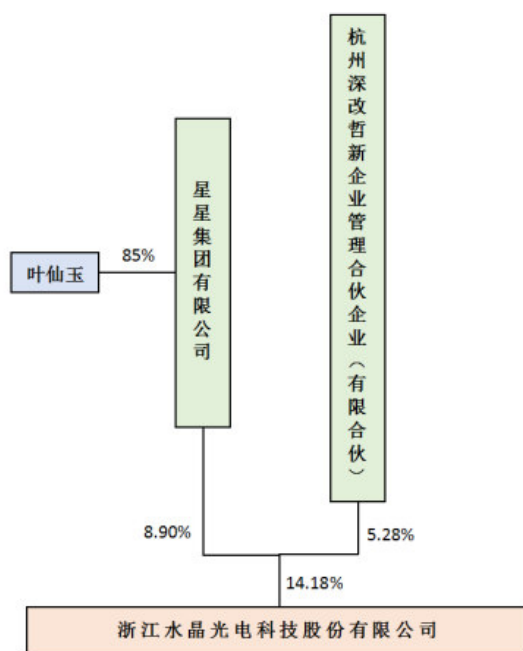 杭州深改哲新企业管理合伙企业（有限合伙）
星星集团有限公司
85%
叶仙玉
8.90%
5.28%
14.18%
浙江水晶光电科技股份有限公司